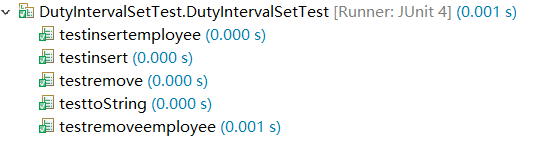 DutyIntervalSetTest.DutyIntervalSetTest [Runner: JUnit 4] (0.001 s)
testinsertemployee (0.000 s)
testinsert (0.000 s)
testremove (0.000 s)
testtoString (0.000 s)
testremoveemployee (0.001 s)